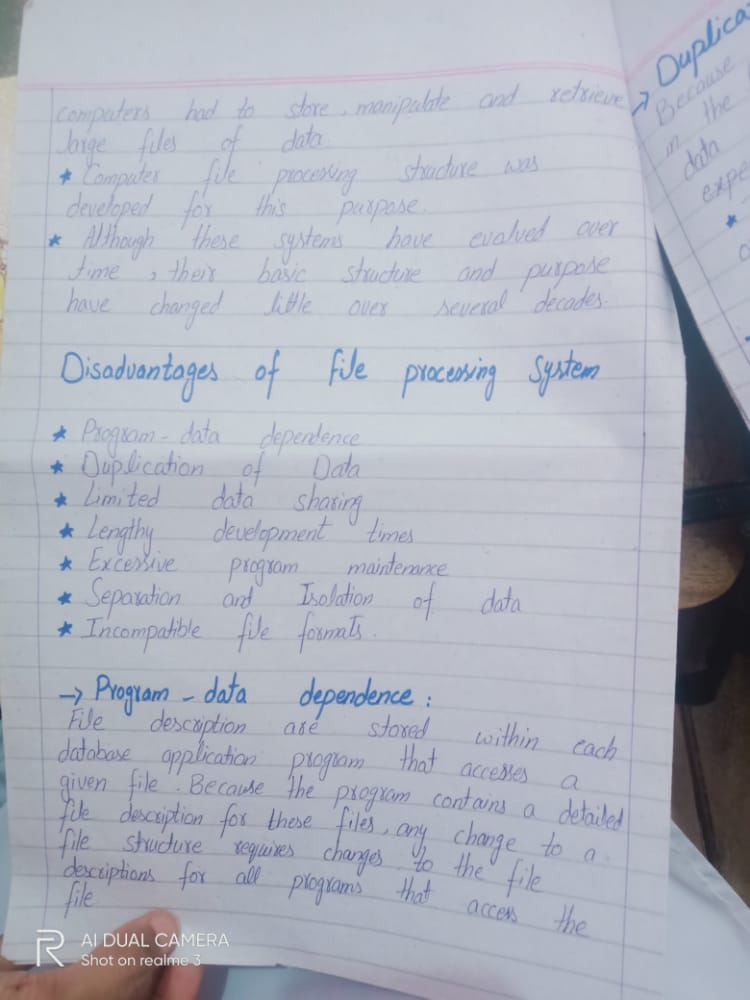 computers had to store, manipulate and retrieve
large files of data.
* Computer file processing structure was
developed for this purpose.
* Although these systems have evolved over
time, their basic structure and purpose
have changed little over several decades.
Disadvantages of file processing System
* Program - data dependence
* Duplication of Data
* Limited data sharing
* Lengthy development times
* Excessive program maintenance
* Separation and Isolation of data
* Incompatible file formats.
→ Program - data dependence :
File description are stored within each
database application program that accesses a
given file. Because the program contains a detailed
file description for these files, any change to a
file structure requires changes to the file
descriptions for all programs that access the
file
→ Duplica
Because
in the
data
expe
*
AI DUAL CAMERA
Shot on realme 3